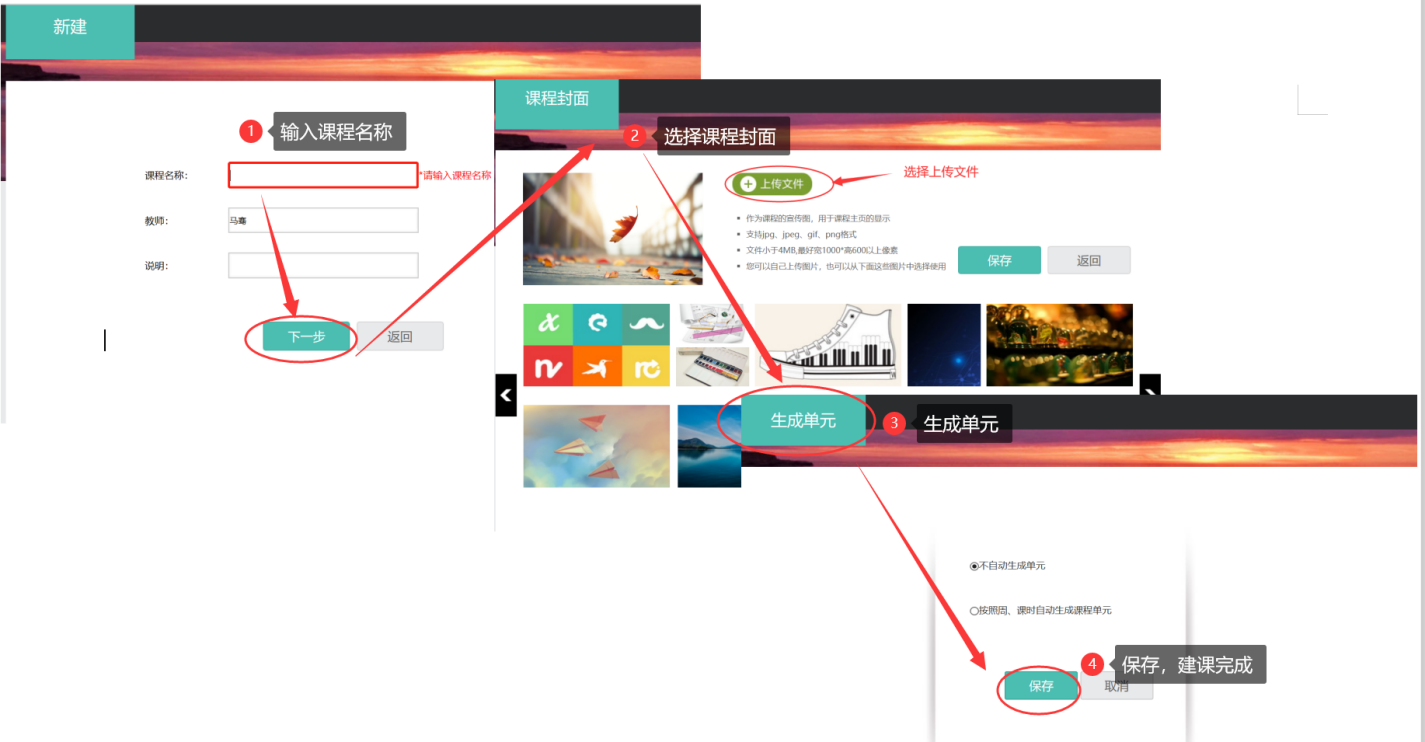 新建
1 输入课程名称
课程名称:
*请输入课程名称
教师:
马骞
说明:
下一步
返回
课程封面
2 选择课程封面
上传文件
选择上传文件
作为课程的宣传图，用于课程主页的显示
支持jpg、jpeg、gif、png格式
文件小于4MB,最好宽1000*高600以上像素
您可以自己上传图片，也可以从下面这些图片中选择使用
保存
返回
生成单元
3 生成单元
不自动生成单元
按照周、课时自动生成课程单元
4 保存，建课完成
保存
取消